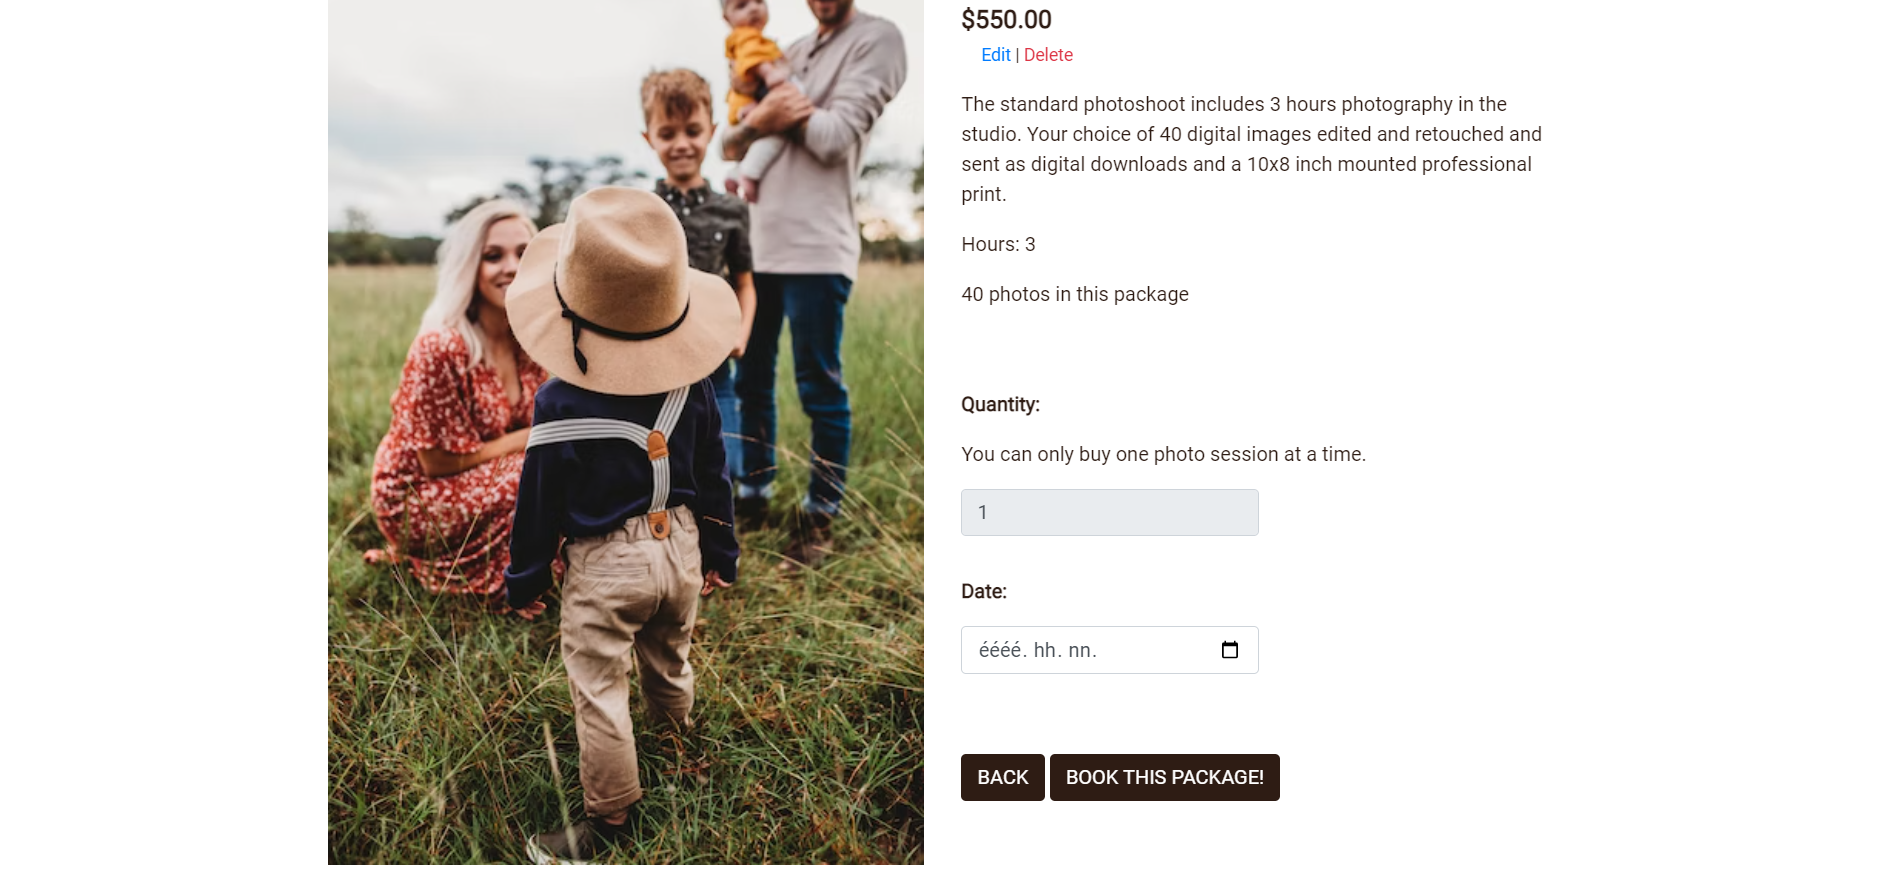 $550.00
Edit | Delete
The standard photoshoot includes 3 hours photography in the
studio. Your choice of 40 digital images edited and retouched and
sent as digital downloads and a 10x8 inch mounted professional
print.
Hours: 3
40 photos in this package
Quantity:
You can only buy one photo session at a time.
1
Date:
éééé. hh. nn.
BACK BOOK THIS PACKAGE!